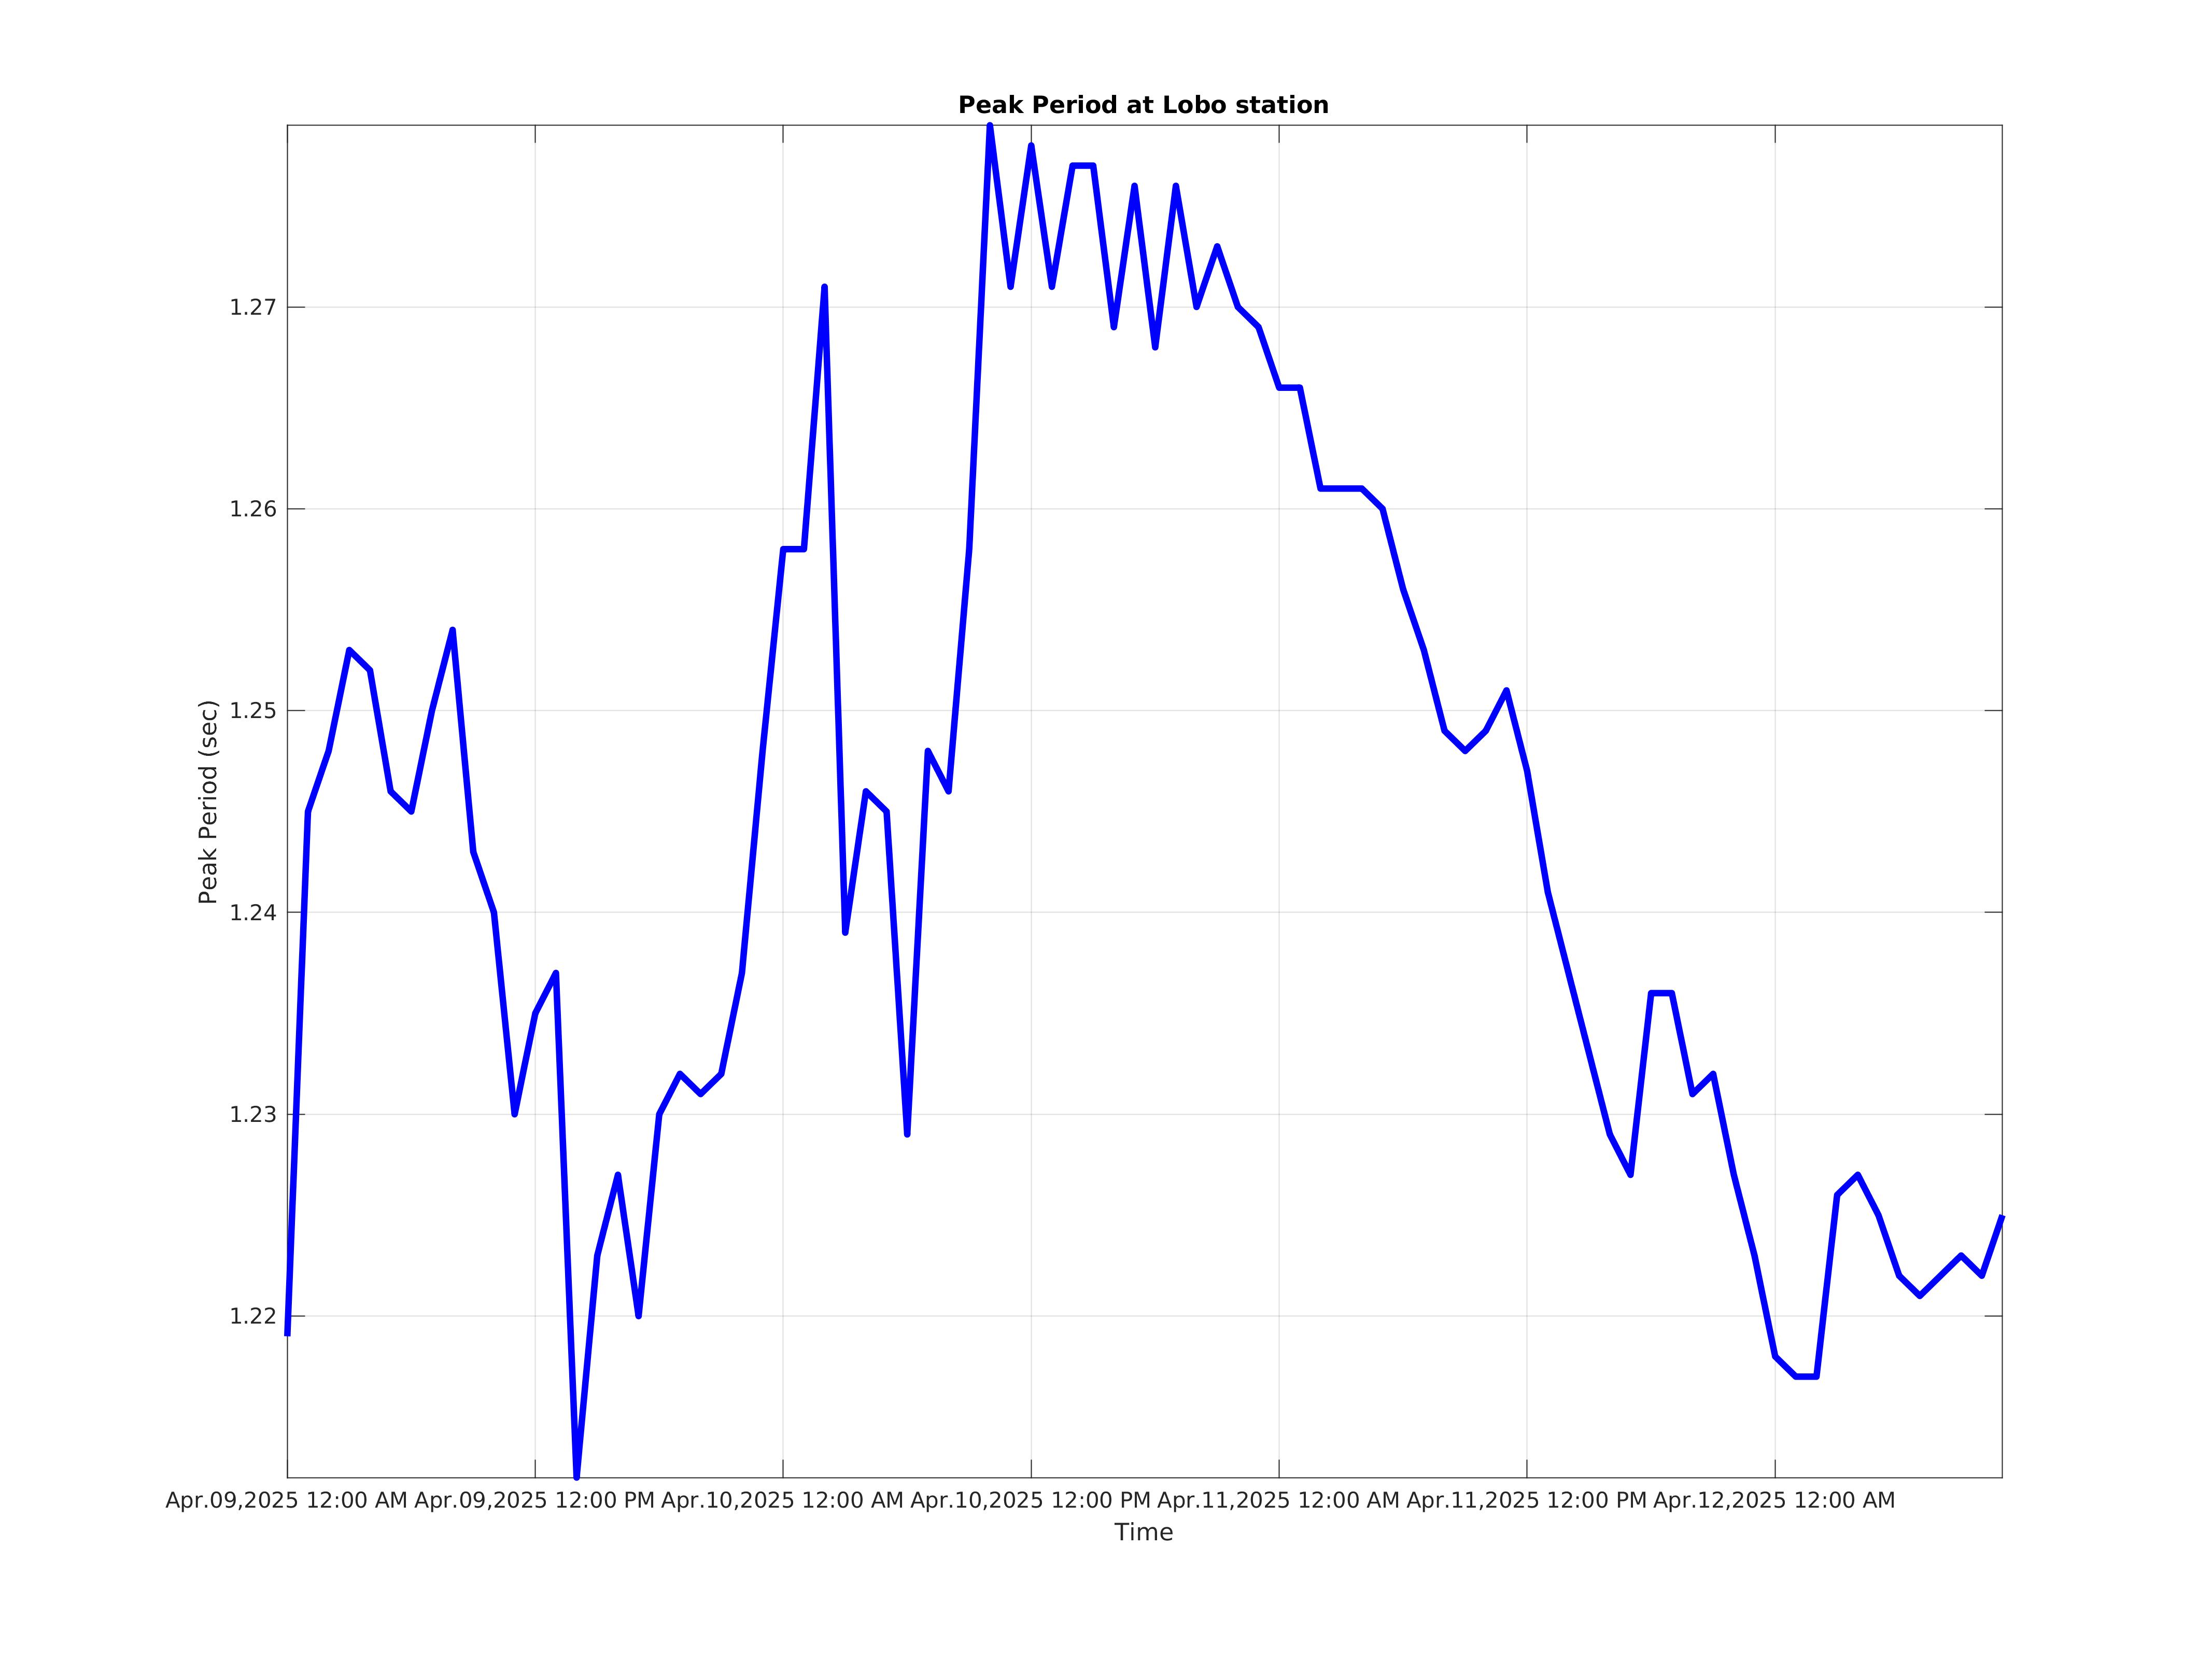 Peak Period at Lobo station
Peak Period (sec)
1.27
1.26
1.25
1.24
1.23
1.22
Apr.09,2025 12:00 AM Apr.09,2025 12:00 PM Apr.10,2025 12:00 AM Apr.10,2025 12:00 PM Apr.11,2025 12:00 AM Apr.11,2025 12:00 PM Apr.12,2025 12:00 AM
Time